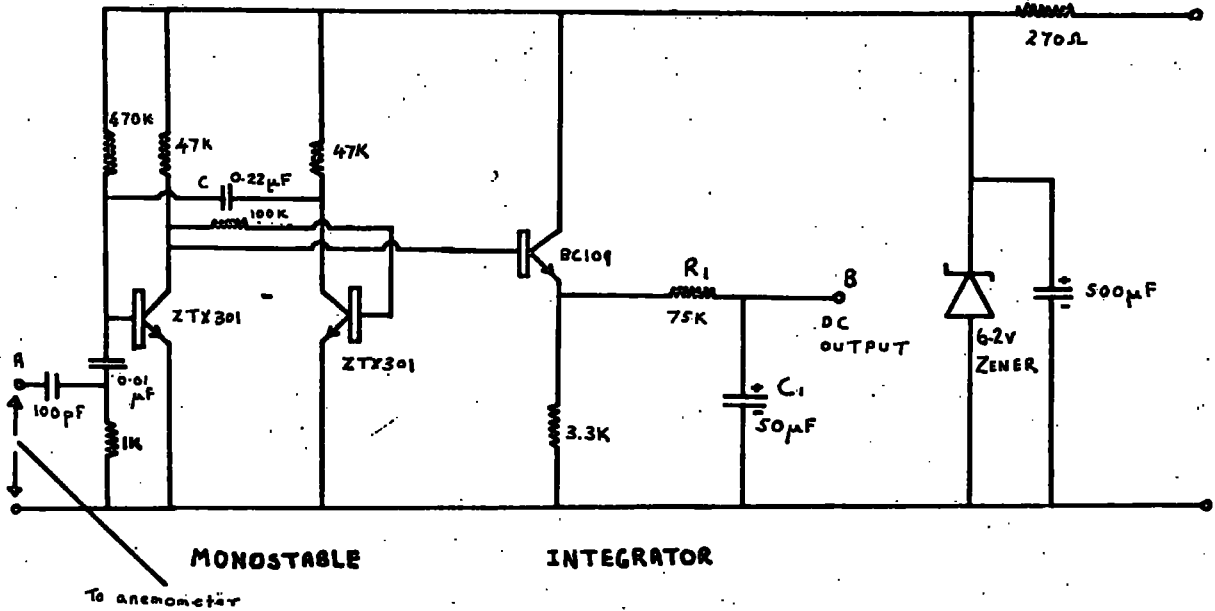 270Ω
470K
47K
47K
C
0.22µF
100K
BC109
R1
B
75K
DC
OUTPUT
500µF
ZTX301
ZTX301
6.2V
ZENER
A
0.01
µF
100pF
1K
C1
50µF
3.3K
MONOSTABLE
INTEGRATOR
To anemometer